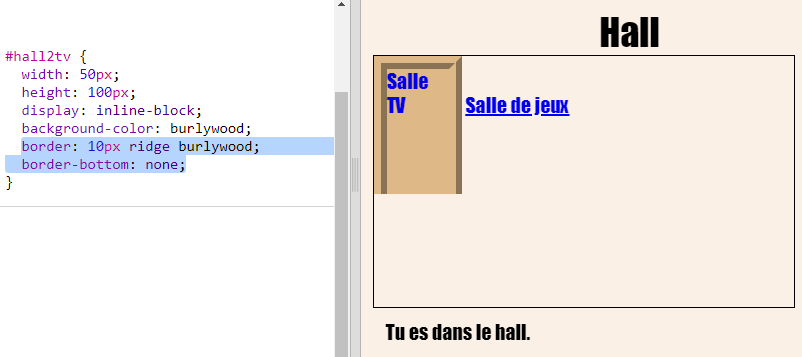 #hall2tv {
width: 50px;
height: 100px;
display: inline-block;
background-color: burlywood;
border: 10px ridge burlywood;
border-bottom: none;
}
Hall
Salle
TV
Salle de jeux
Tu es dans le hall.